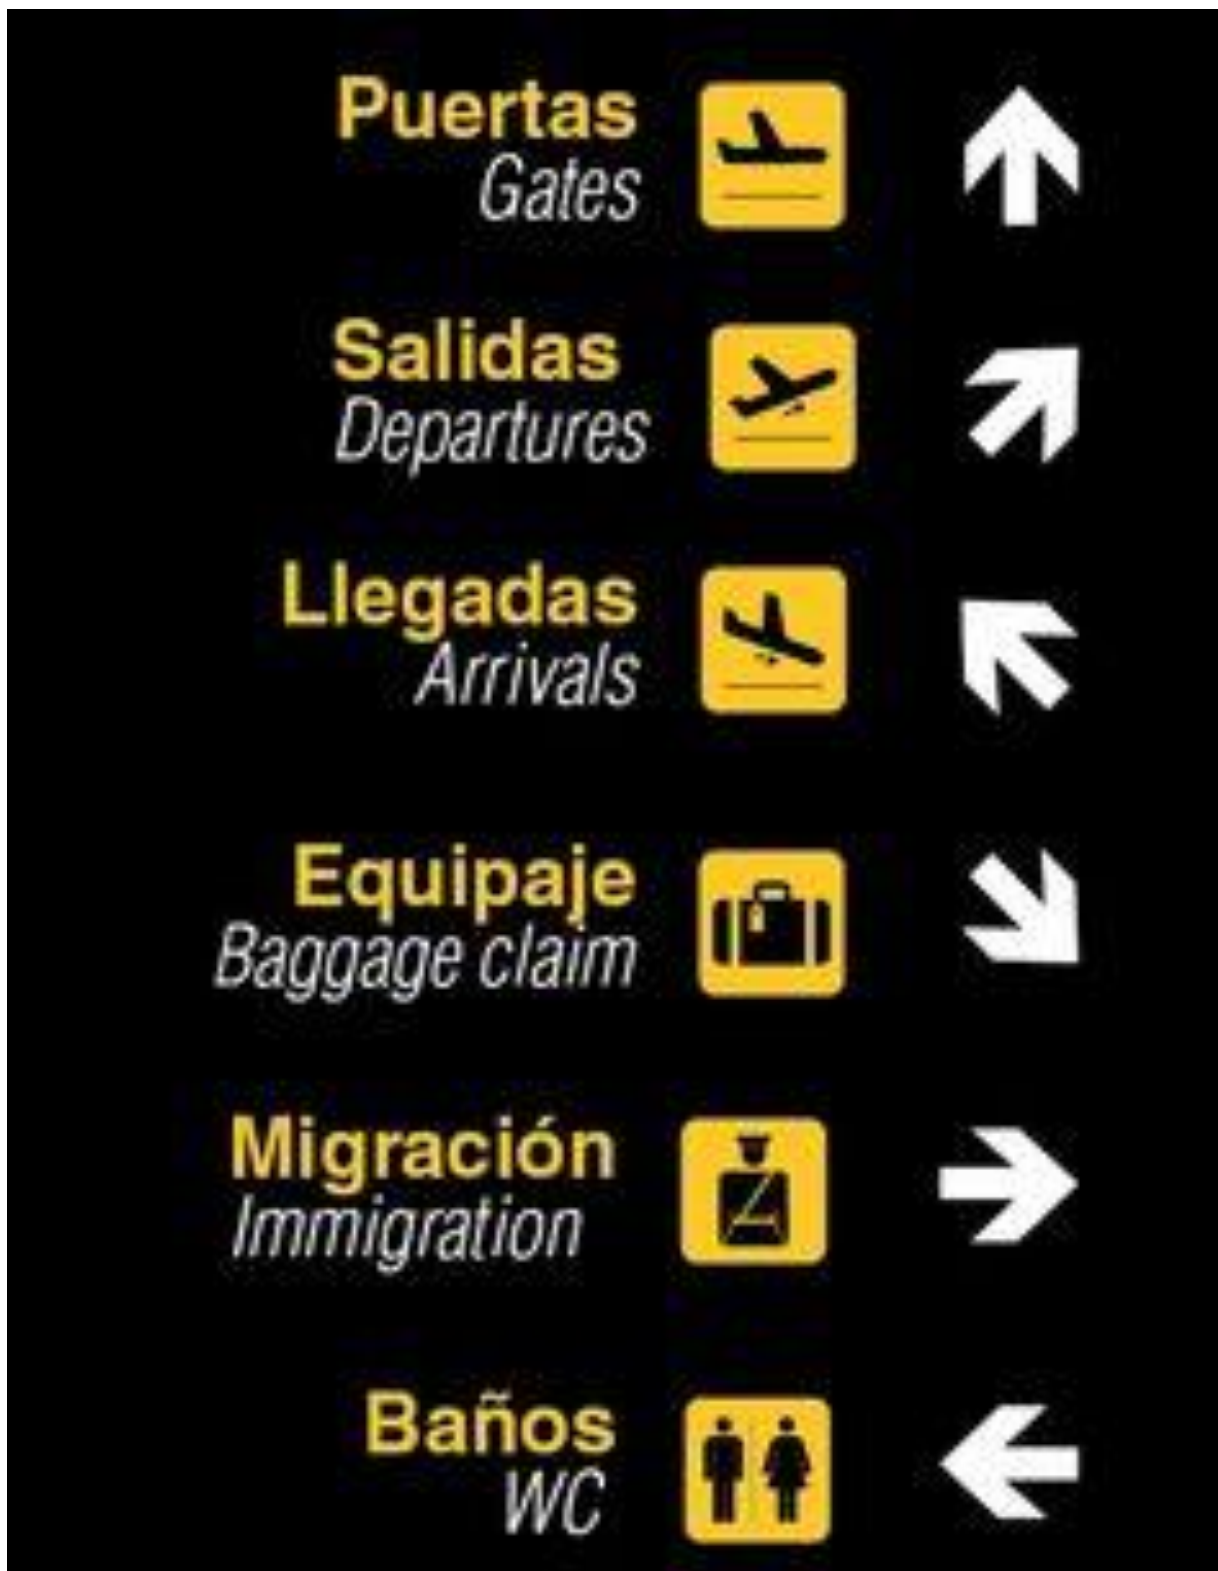 Puertas
Gates
Salidas
Departures
Llegadas
Arrivals
Equipaje
Baggage claim
Migración
Immigration
Baños
WC